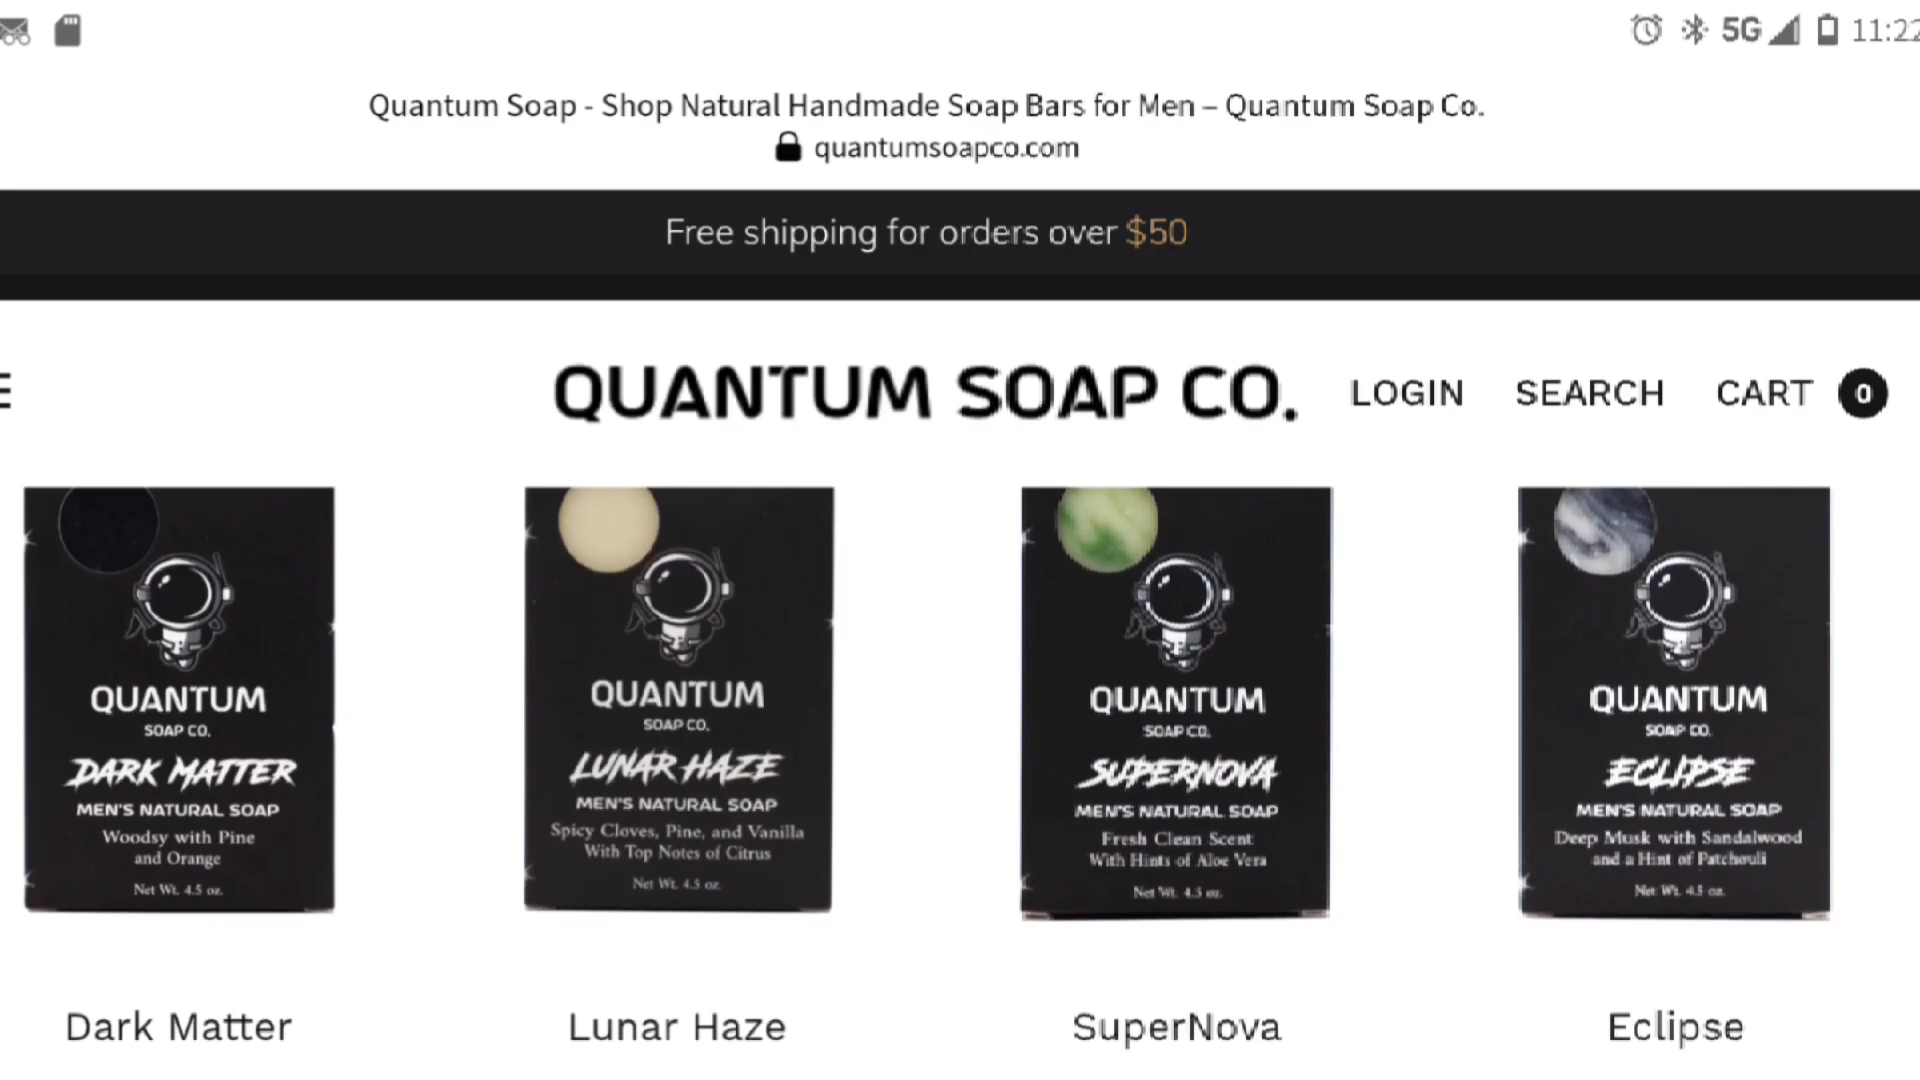 5G 11:22
Quantum Soap - Shop Natural Handmade Soap Bars for Men – Quantum Soap Co.
quantumsoapco.com
Free shipping for orders over $50
QUANTUM SOAP CO.
LOGIN SEARCH CART 0
QUANTUM
SOAP CO.
DARK MATTER
MEN'S NATURAL SOAP
Woodsy with Pine
and Orange
Net Wt. 4.5 oz.
QUANTUM
SOAP CO.
LUNAR HAZE
MEN'S NATURAL SOAP
Spicy Cloves, Pine, and Vanilla
With Top Notes of Citrus
Net Wt. 4.5 oz.
QUANTUM
SOAP CO.
SUPERNOVA
MEN'S NATURAL SOAP
Fresh Clean Scent
With Hints of Aloe Vera
Net Wt. 4.5 oz.
QUANTUM
SOAP CO.
ECLIPSE
MEN'S NATURAL SOAP
Deep Musk with Sandalwood
and a Hint of Patchouli
Net Wt. 4.5 oz.
Dark Matter
Lunar Haze
SuperNova
Eclipse